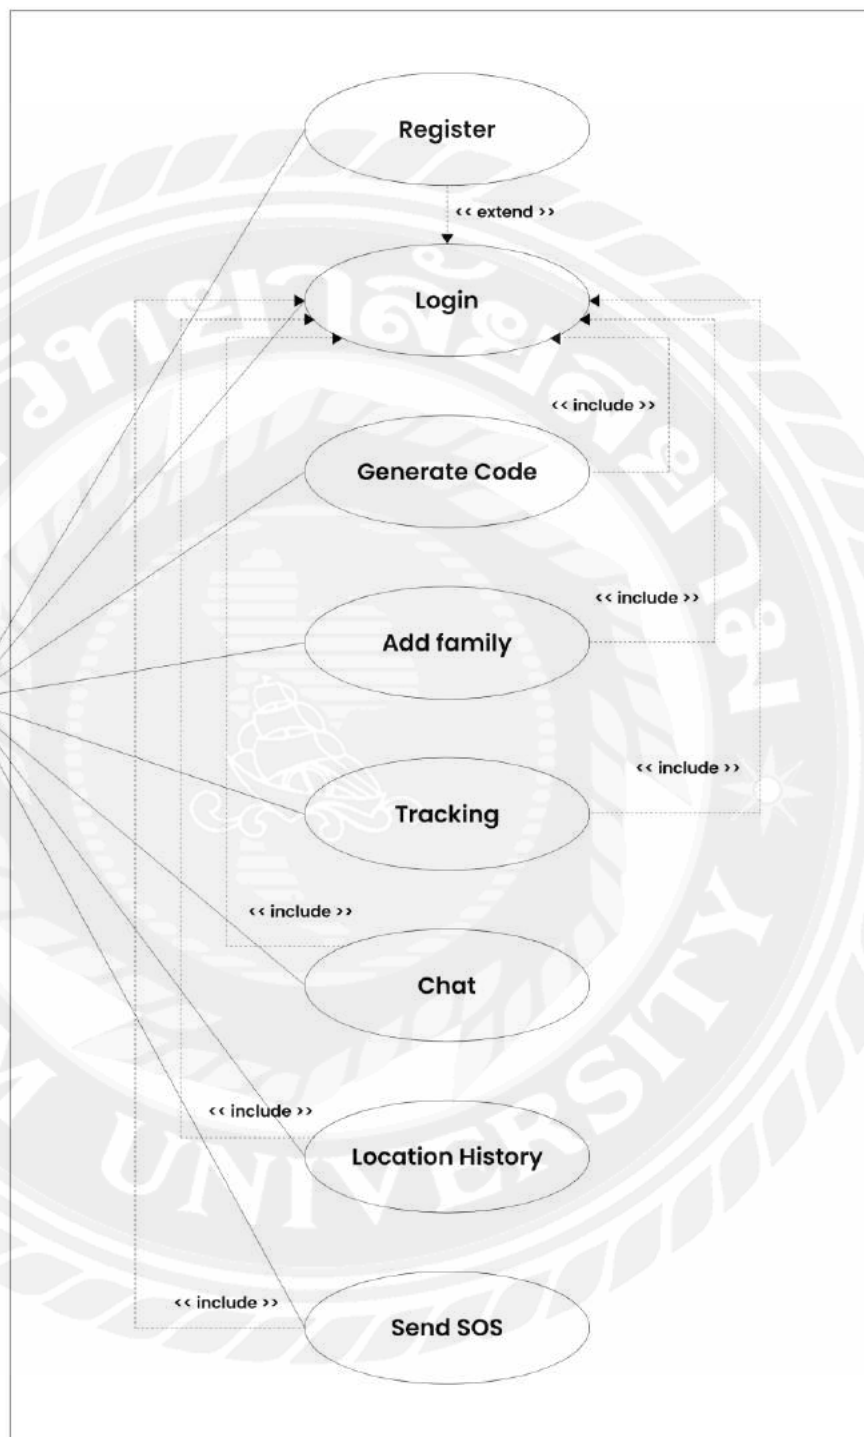 Register
<< extend >>
Login
<< include >>
Generate Code
<< include >>
Add family
<< include >>
Tracking
<< include >>
Chat
<< include >>
Location History
<< include >>
Send SOS
UNIVERSITY